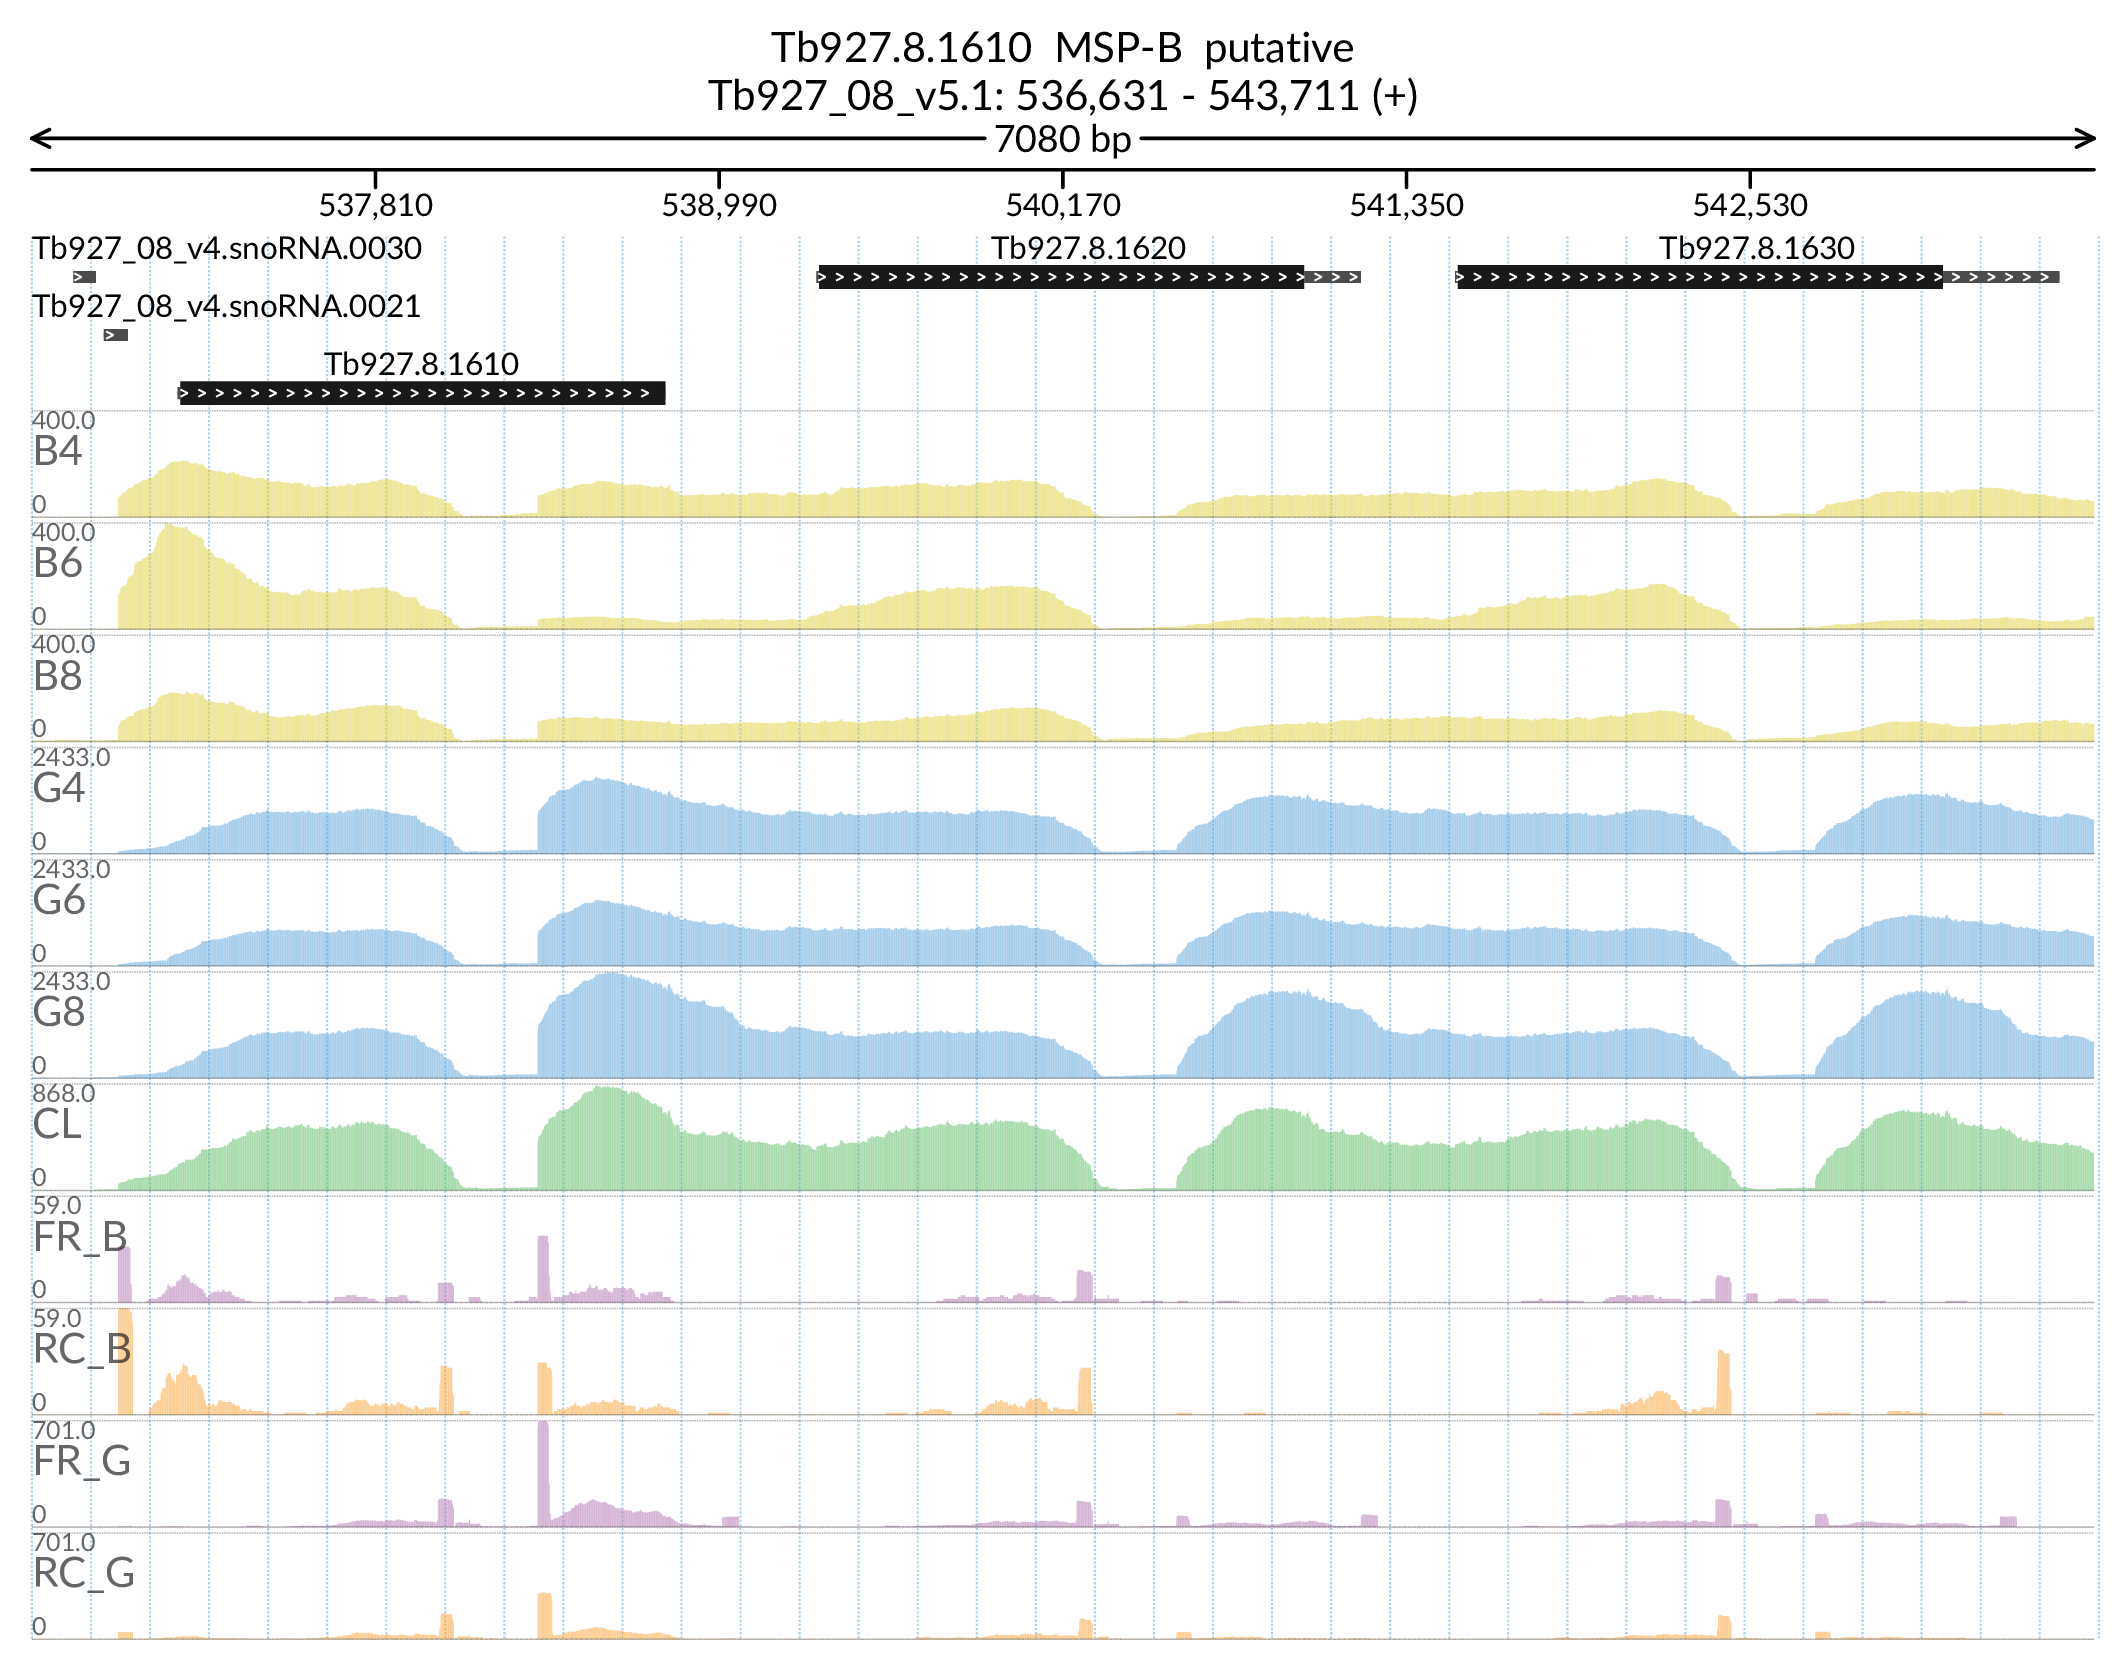 Tb927.8.1610 MSP-B putative
Tb927_08_v5.1: 536,631 - 543,711 (+)
7080 bp
537,810 538,990 540,170 541,350 542,530
Tb927_08_v4.snoRNA.0030 Tb927.8.1620 Tb927.8.1630
Tb927_08_v4.snoRNA.0021
Tb927.8.1610
400.0
B4
0
400.0
B6
0
400.0
B8
0
2433.0
G4
0
2433.0
G6
0
2433.0
G8
0
868.0
CL
0
59.0
FR_B
0
59.0
RC_B
0
701.0
FR_G
0
701.0
RC_G
0